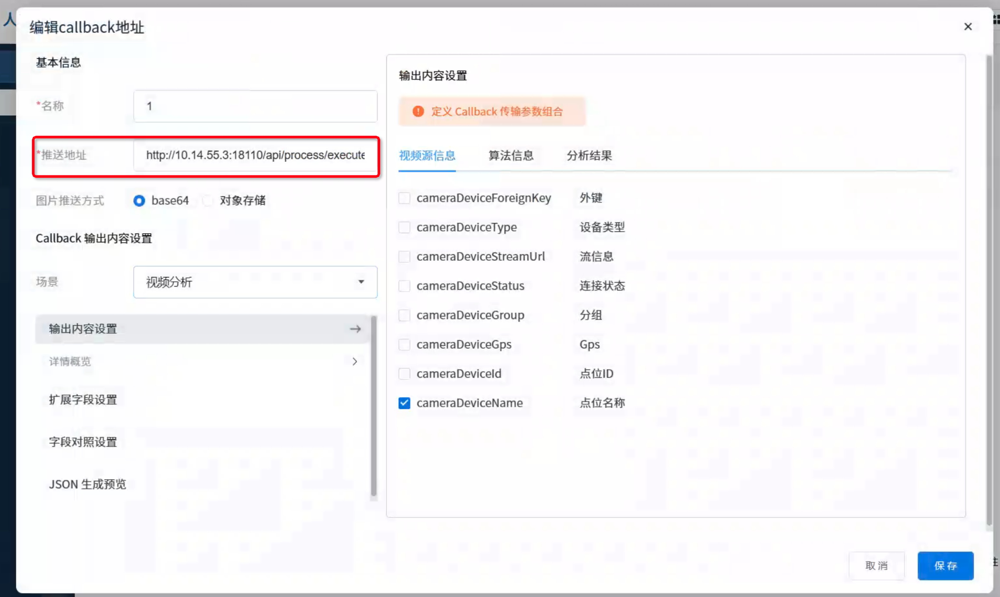 人
编辑callback地址
基本信息
*名称
1
*推送地址
http://10.14.55.3:18110/api/process/execute
图片推送方式
base64
对象存储
Callback 输出内容设置
场景
视频分析
输出内容设置
详情概览
扩展字段设置
字段对照设置
JSON 生成预览
输出内容设置
定义 Callback 传输参数组合
视频源信息
算法信息
分析结果
cameraDeviceForeignKey 外键
cameraDeviceType 设备类型
cameraDeviceStreamUrl 流信息
cameraDeviceStatus 连接状态
cameraDeviceGroup 分组
cameraDeviceGps Gps
cameraDeviceId 点位ID
cameraDeviceName 点位名称
取消
保存